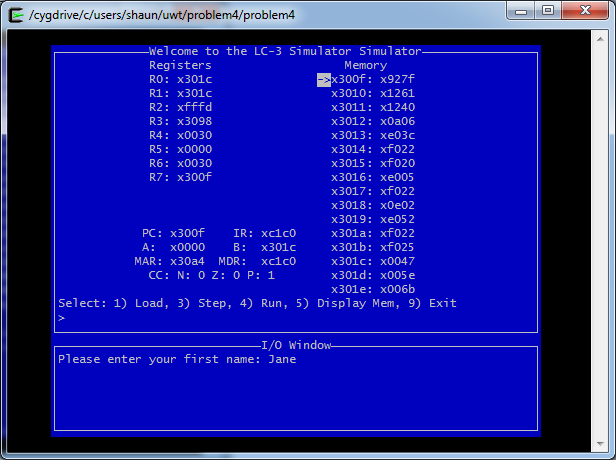 /cygdrive/c/users/shaun/uwt/problem4/problem4
Welcome to the LC-3 Simulator Simulator
Registers Memory
R0: x301c ->x300f: x927f
R1: x301c x3010: x1261
R2: xfffd x3011: x1240
R3: x3098 x3012: x0a06
R4: x0030 x3013: xe03c
R5: x0000 x3014: xf022
R6: x0030 x3015: xf020
R7: x300f x3016: xe005
x3017: xf022
x3018: x0e02
x3019: xe052
PC: x300f IR: xc1c0 x301a: xf022
A: x0000 B: x301c x301b: xf025
MAR: x30a4 MDR: xc1c0 x301c: x0047
CC: N: 0 Z: 0 P: 1 x301d: x005e
x301e: x006b
Select: 1) Load, 3) Step, 4) Run, 5) Display Mem, 9) Exit
>
I/O Window
Please enter your first name: Jane